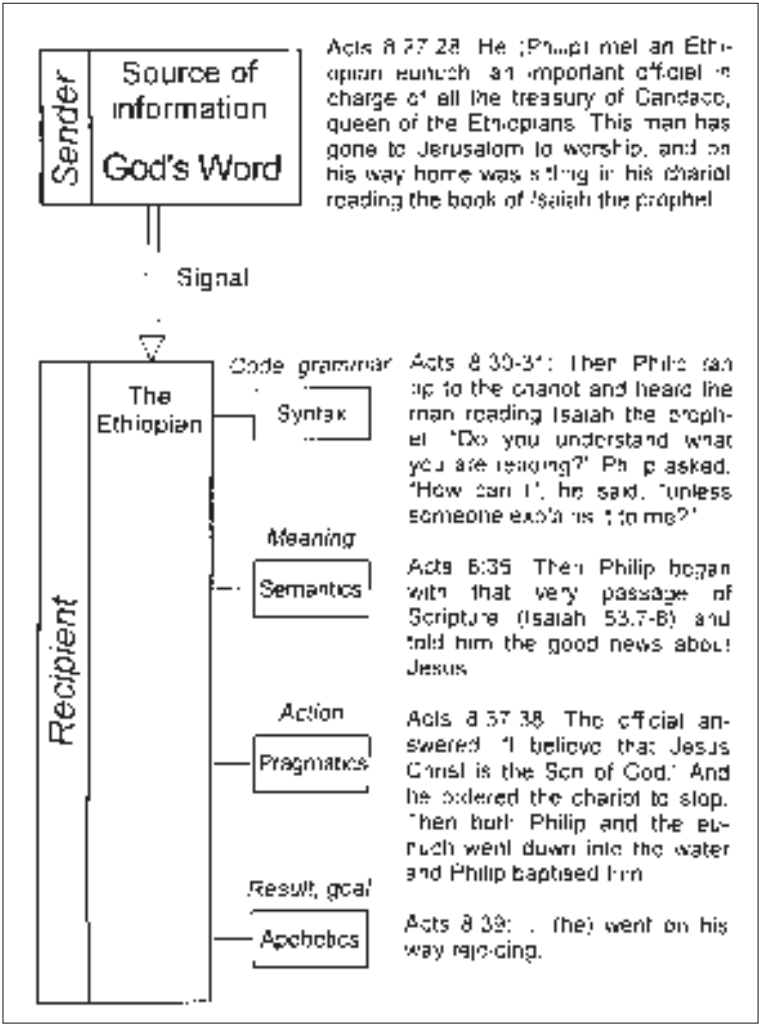 Sender
Source of
information
God's Word
Acts 8:27-28: He (Philip) met an Ethi-
opian eunuch, an important official in
charge of all the treasury of Candace,
queen of the Ethiopians. This man has
gone to Jerusalem to worship, and on
his way home was sitting in his chariot
reading the book of Isaiah the prophet
Signal
Recipient
The
Ethiopian
Code, grammar
Syntax
Acts 8:30-31: Then Philip ran
up to the chariot and heard the
man reading Isaiah the proph-
et. "Do you understand what
you are reading?" Philip asked.
"How can I", he said, "unless
someone explains it to me?"
Meaning
Semantics
Acts 8:35: Then Philip began
with that very passage of
Scripture (Isaiah 53:7-8) and
told him the good news about
Jesus
Action
Pragmatics
Acts 8:37-38: The official an-
swered, "I believe that Jesus
Christ is the Son of God." And
he ordered the chariot to stop.
Then both Philip and the eu-
nuch went down into the water
and Philip baptised him
Result, goal
Apobetics
Acts 8:39: ... (he) went on his
way rejoicing.